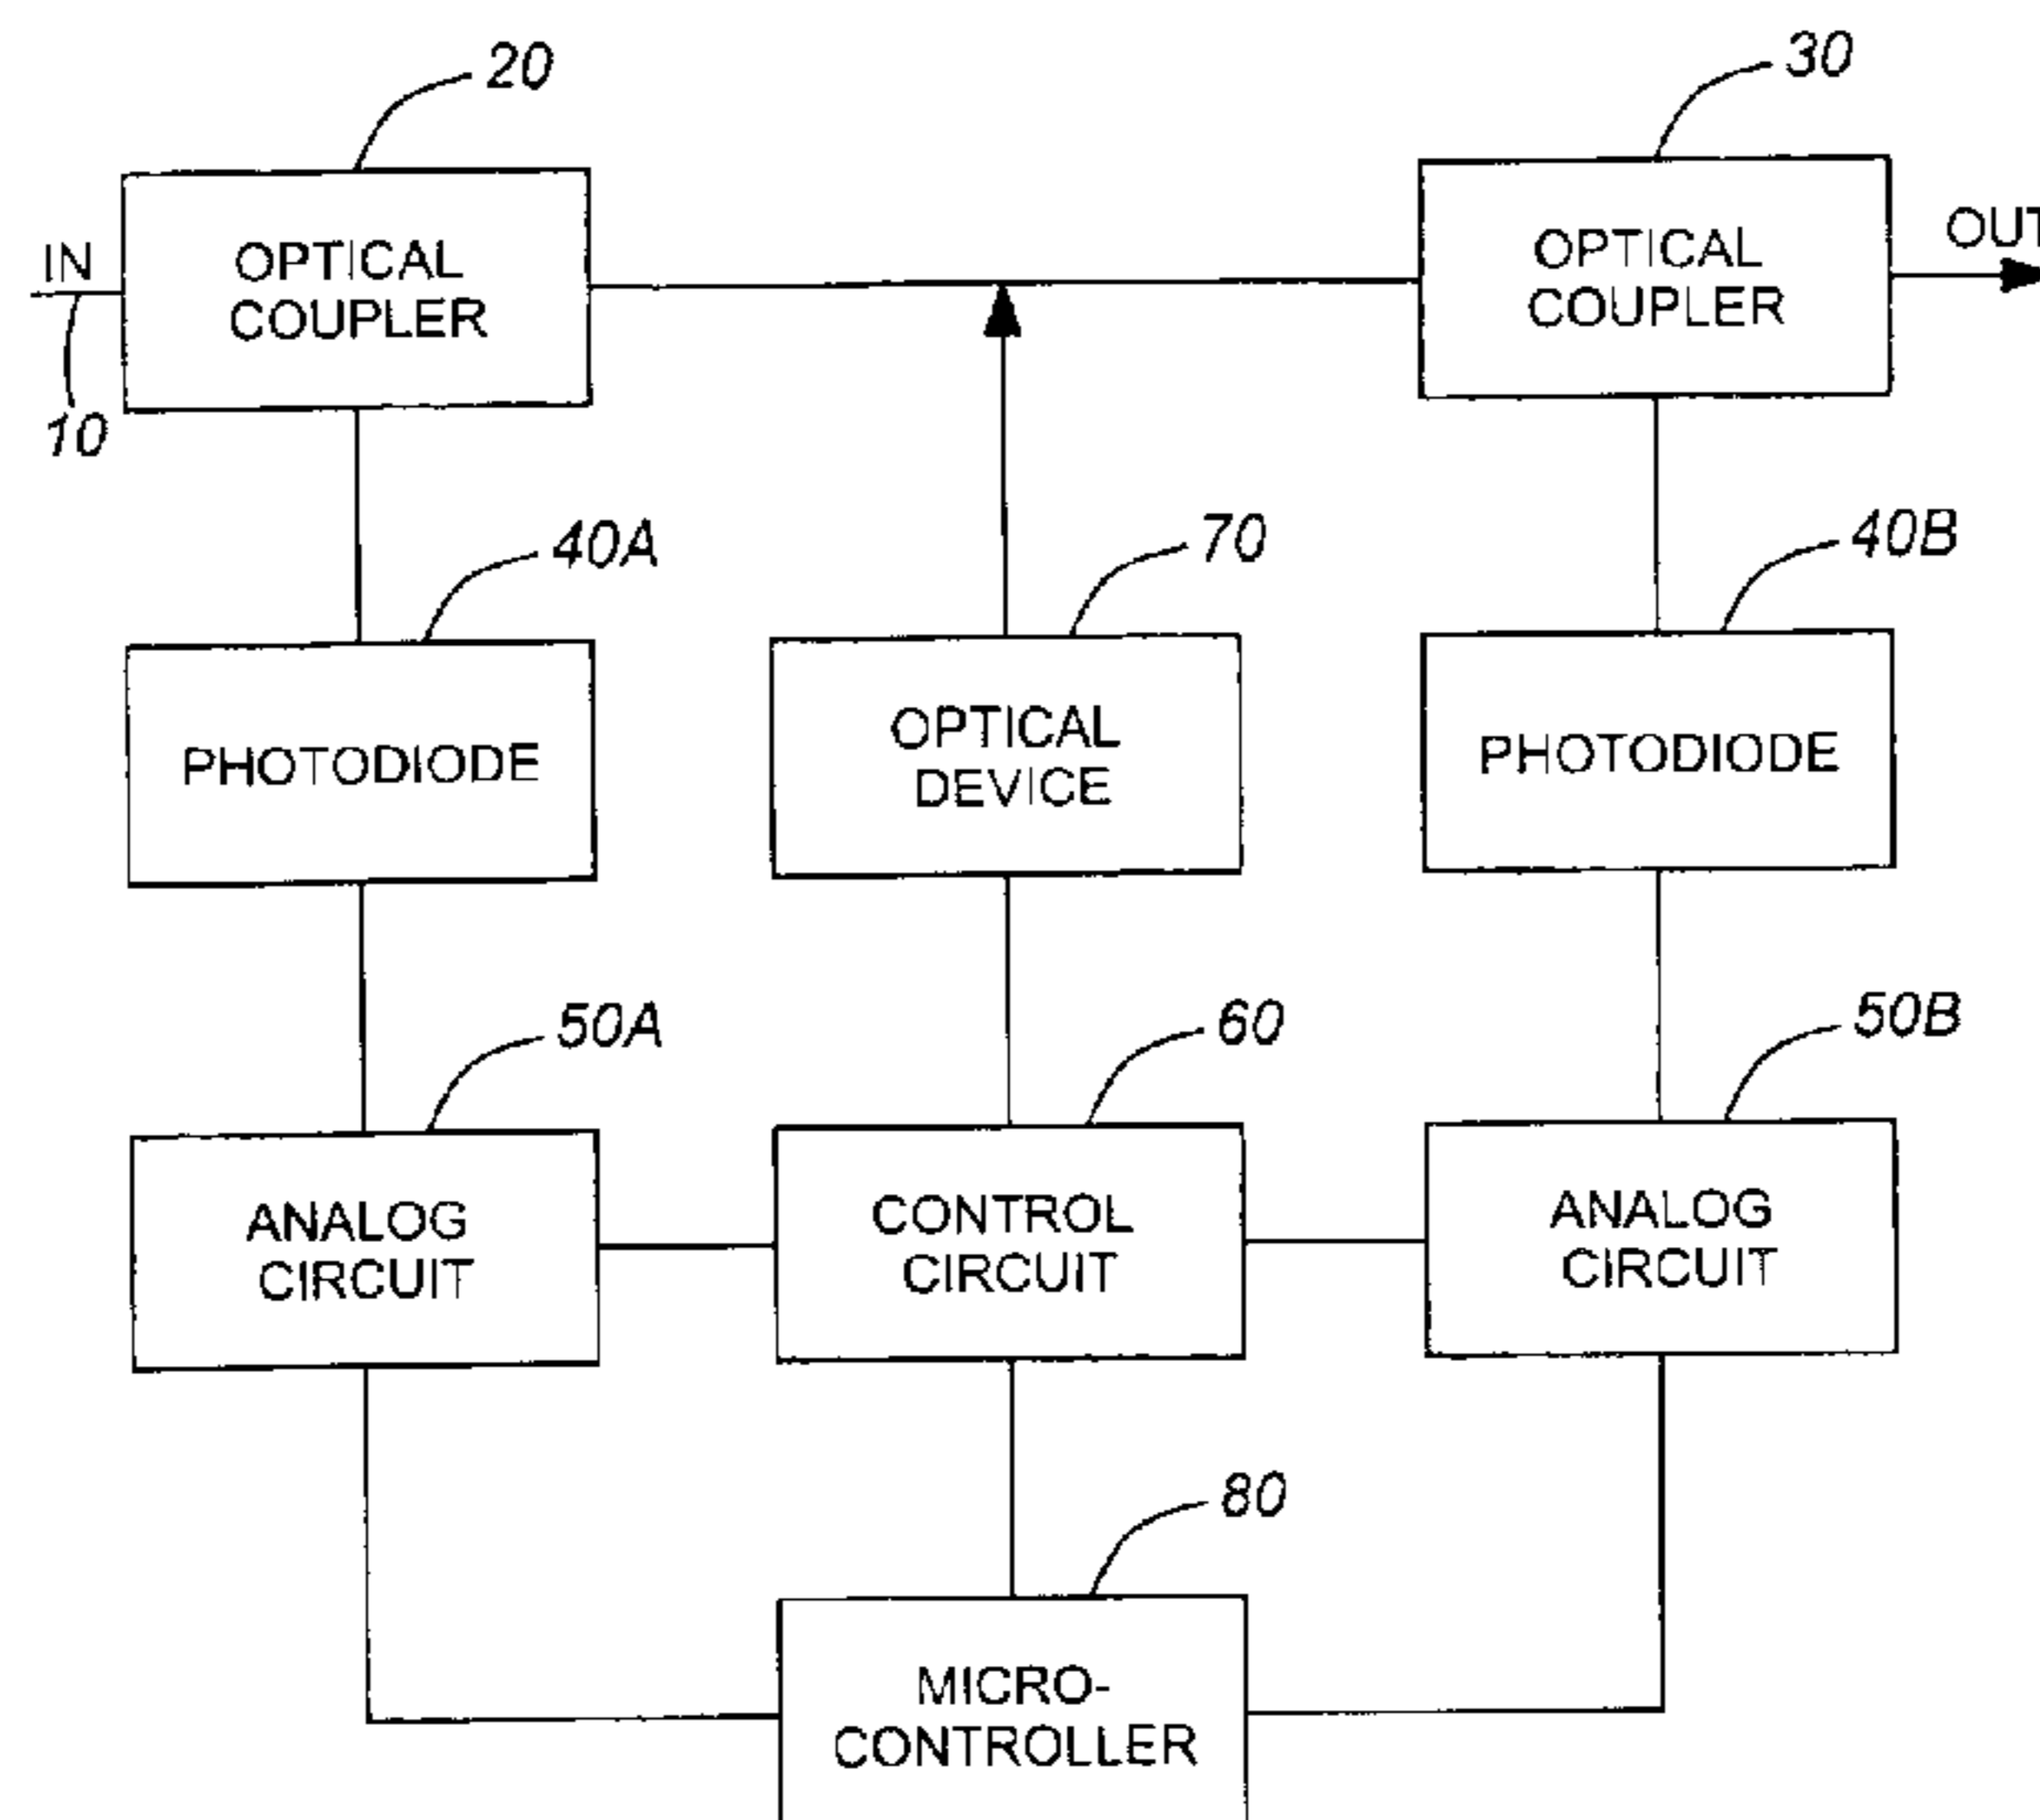 20
30
IN
OPTICAL
COUPLER
OPTICAL
COUPLER
OUT
10
40A
70
40B
PHOTODIODE
OPTICAL
DEVICE
PHOTODIODE
50A
60
50B
ANALOG
CIRCUIT
CONTROL
CIRCUIT
ANALOG
CIRCUIT
80
MICRO-
CONTROLLER